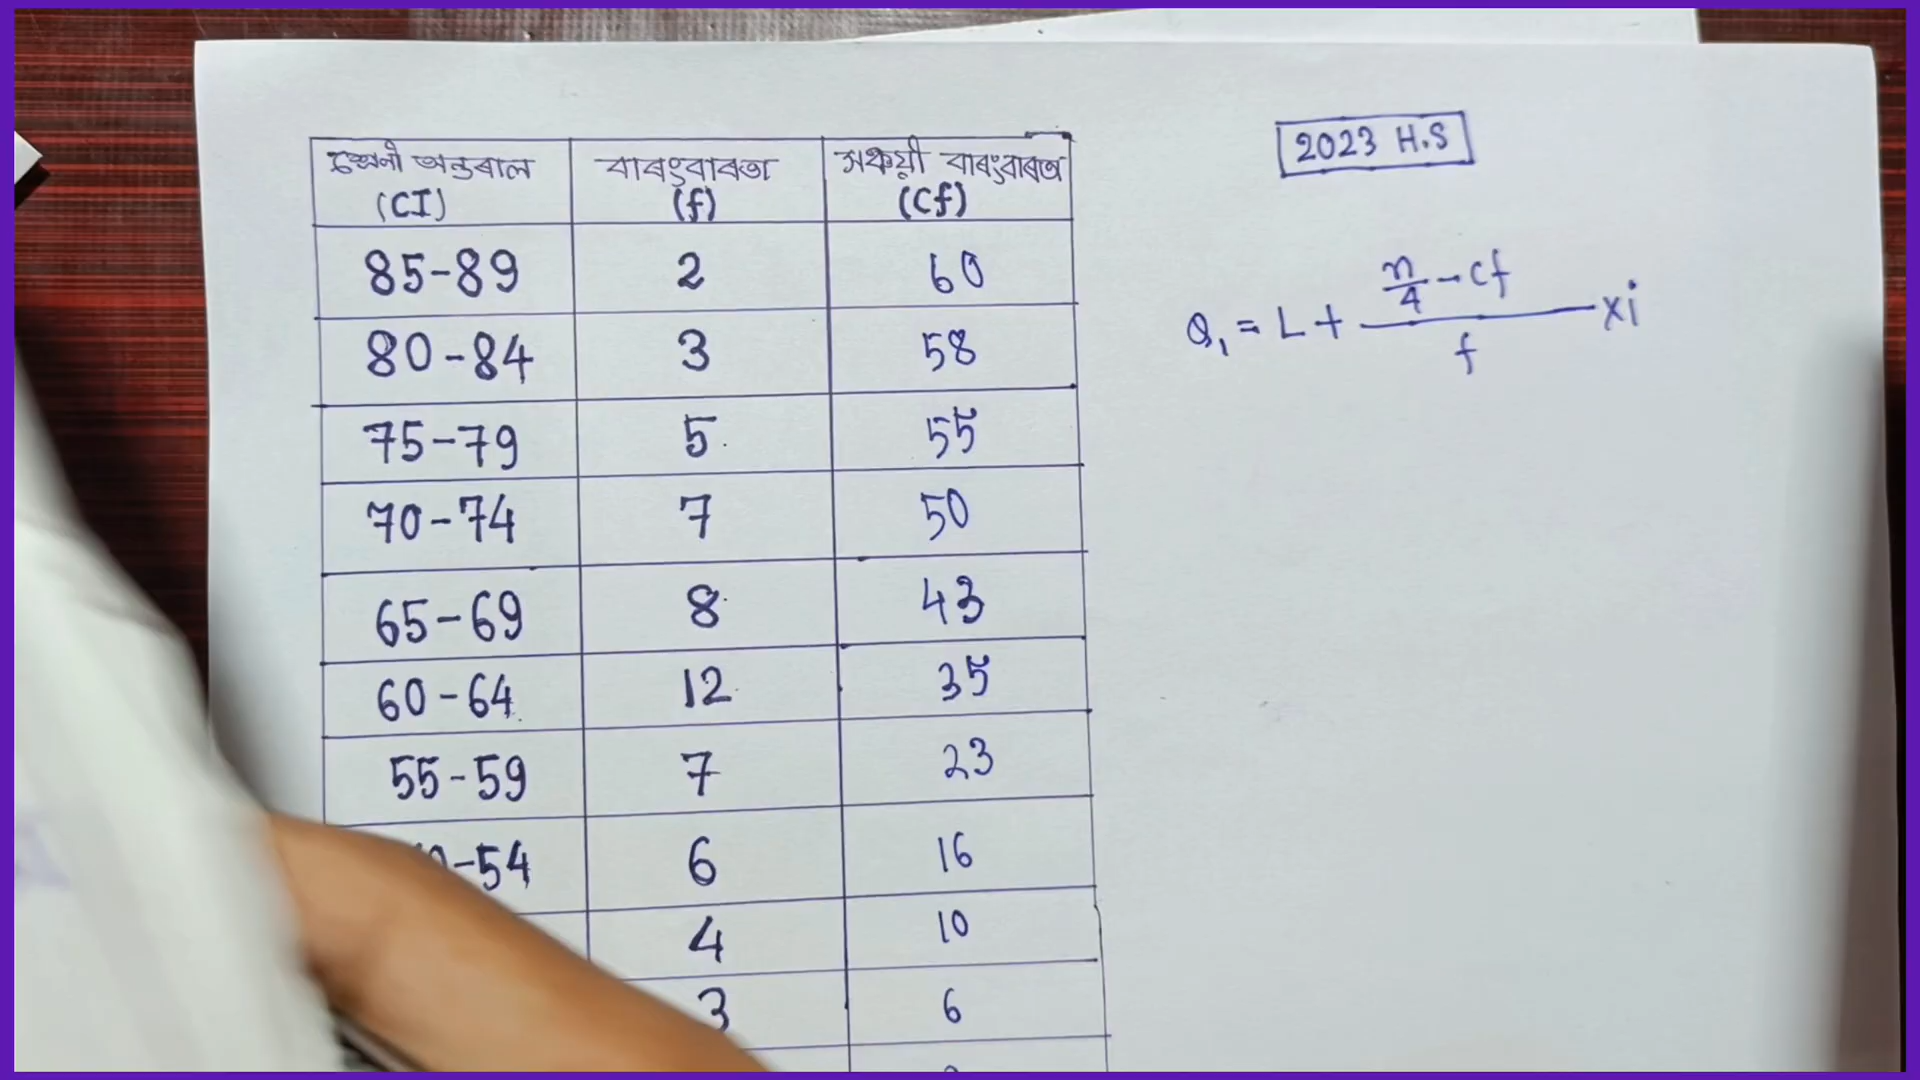 শ্ৰেনী অন্তৰাল (CI) | বাৰংবাৰতা (f) | সঞ্চয়ী বাৰংবাৰতা (Cf)
85-89 | 2 | 60
80-84 | 3 | 58
75-79 | 5 | 55
70-74 | 7 | 50
65-69 | 8 | 43
60-64 | 12 | 35
55-59 | 7 | 23
-54 | 6 | 16
4 | 10
3 | 6
2023 H.S
Q₁ = L + (n/4 - cf)/f × i